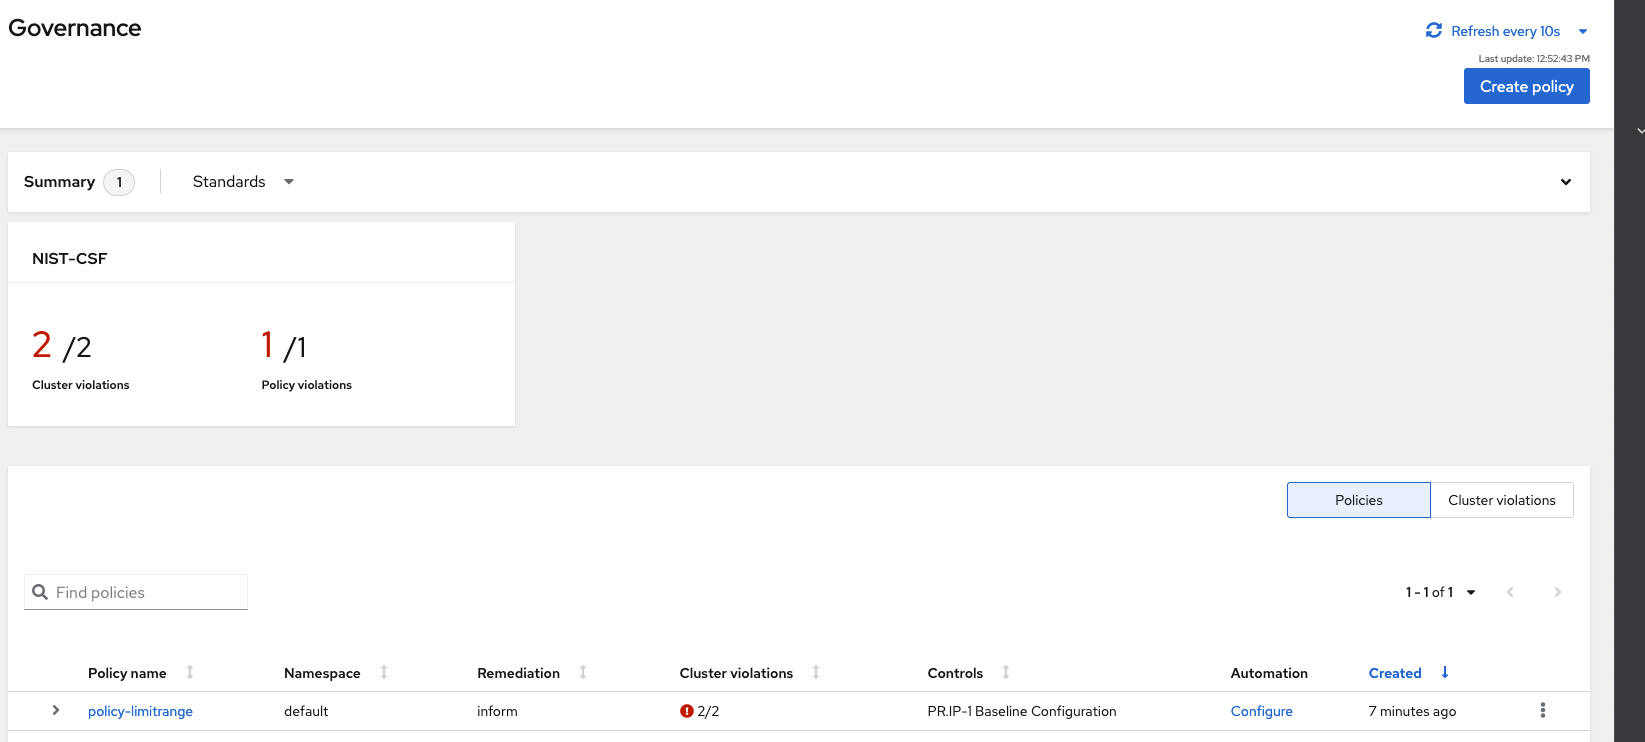 Governance
Refresh every 10s
Last update: 12:52:43 PM
Create policy
Summary 1 Standards
NIST-CSF
2 /2 1 /1
Cluster violations Policy violations
Policies Cluster violations
Find policies 1 - 1 of 1
Policy name Namespace Remediation Cluster violations Controls Automation Created
policy-limitrange default inform 2/2 PR.IP-1 Baseline Configuration Configure 7 minutes ago